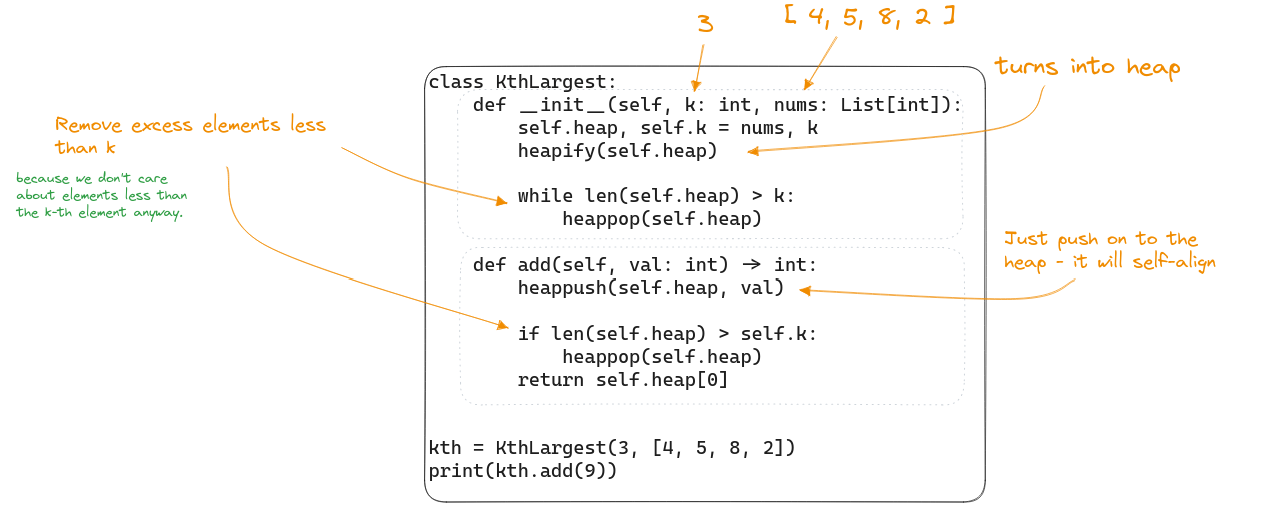 3
[ 4, 5, 8, 2 ]
turns into heap
Remove excess elements less
than k
because we don't care
about elements less than
the k-th element anyway.
class KthLargest:
def __init__(self, k: int, nums: List[int]):
self.heap, self.k = nums, k
heapify(self.heap)
while len(self.heap) > k:
heappop(self.heap)
def add(self, val: int) -> int:
heappush(self.heap, val)
if len(self.heap) > self.k:
heappop(self.heap)
return self.heap[0]
kth = KthLargest(3, [4, 5, 8, 2])
print(kth.add(9))
Just push on to the
heap - it will self-align